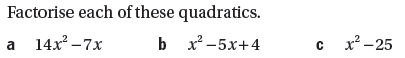 Factorise each of these quadratics.
a 14x² – 7x b x² – 5x + 4 c x² – 25